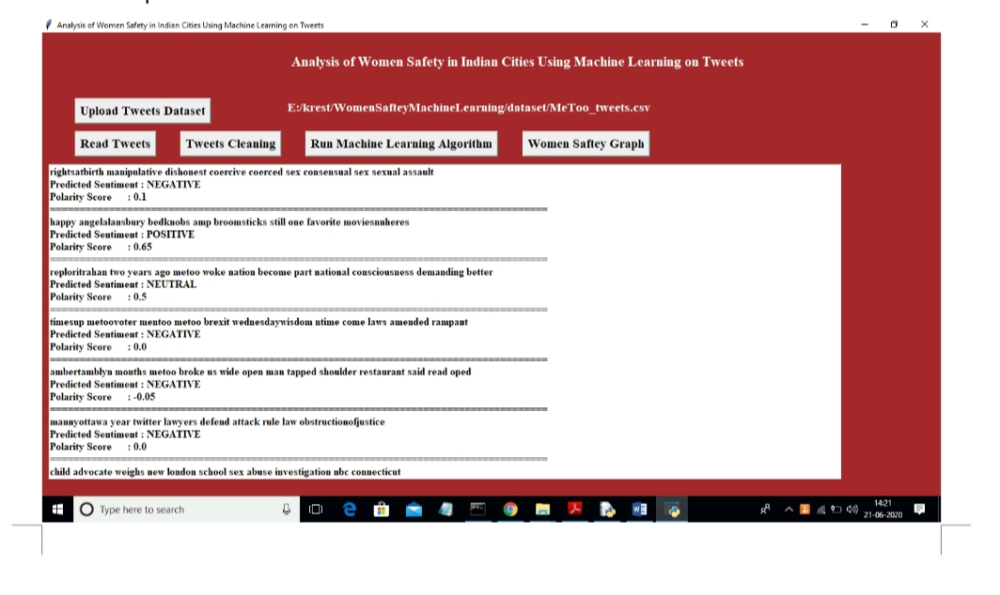 Analysis of Women Safety in Indian Cities Using Machine Learning on Tweets
Analysis of Women Safety in Indian Cities Using Machine Learning on Tweets
Upload Tweets Dataset
E:/krest/WomenSafteyMachineLearning/dataset/MeToo_tweets.csv
Read Tweets
Tweets Cleaning
Run Machine Learning Algorithm
Women Saftey Graph
rightsatbirth manipulative dishonest coercive coerced sex consensual sex sexual assault
Predicted Sentiment : NEGATIVE
Polarity Score : 0.1
happy angelalansbury bedknobs amp broomsticks still one favorite moviesnnheres
Predicted Sentiment : POSITIVE
Polarity Score : 0.65
reploritrahan two years ago metoo woke nation become part national consciousness demanding better
Predicted Sentiment : NEUTRAL
Polarity Score : 0.5
timesup metoovoter mentoo metoo brexit wednesdaywisdom ntime come laws amended rampant
Predicted Sentiment : NEGATIVE
Polarity Score : 0.0
ambertamblyn months metoo broke us wide open man tapped shoulder restaurant said read oped
Predicted Sentiment : NEGATIVE
Polarity Score : -0.05
mannyottawa year twitter lawyers defend attack rule law obstructionofjustice
Predicted Sentiment : NEGATIVE
Polarity Score : 0.0
child advocate weighs new london school sex abuse investigation nbc connecticut
Type here to search
14:21
21-06-2020